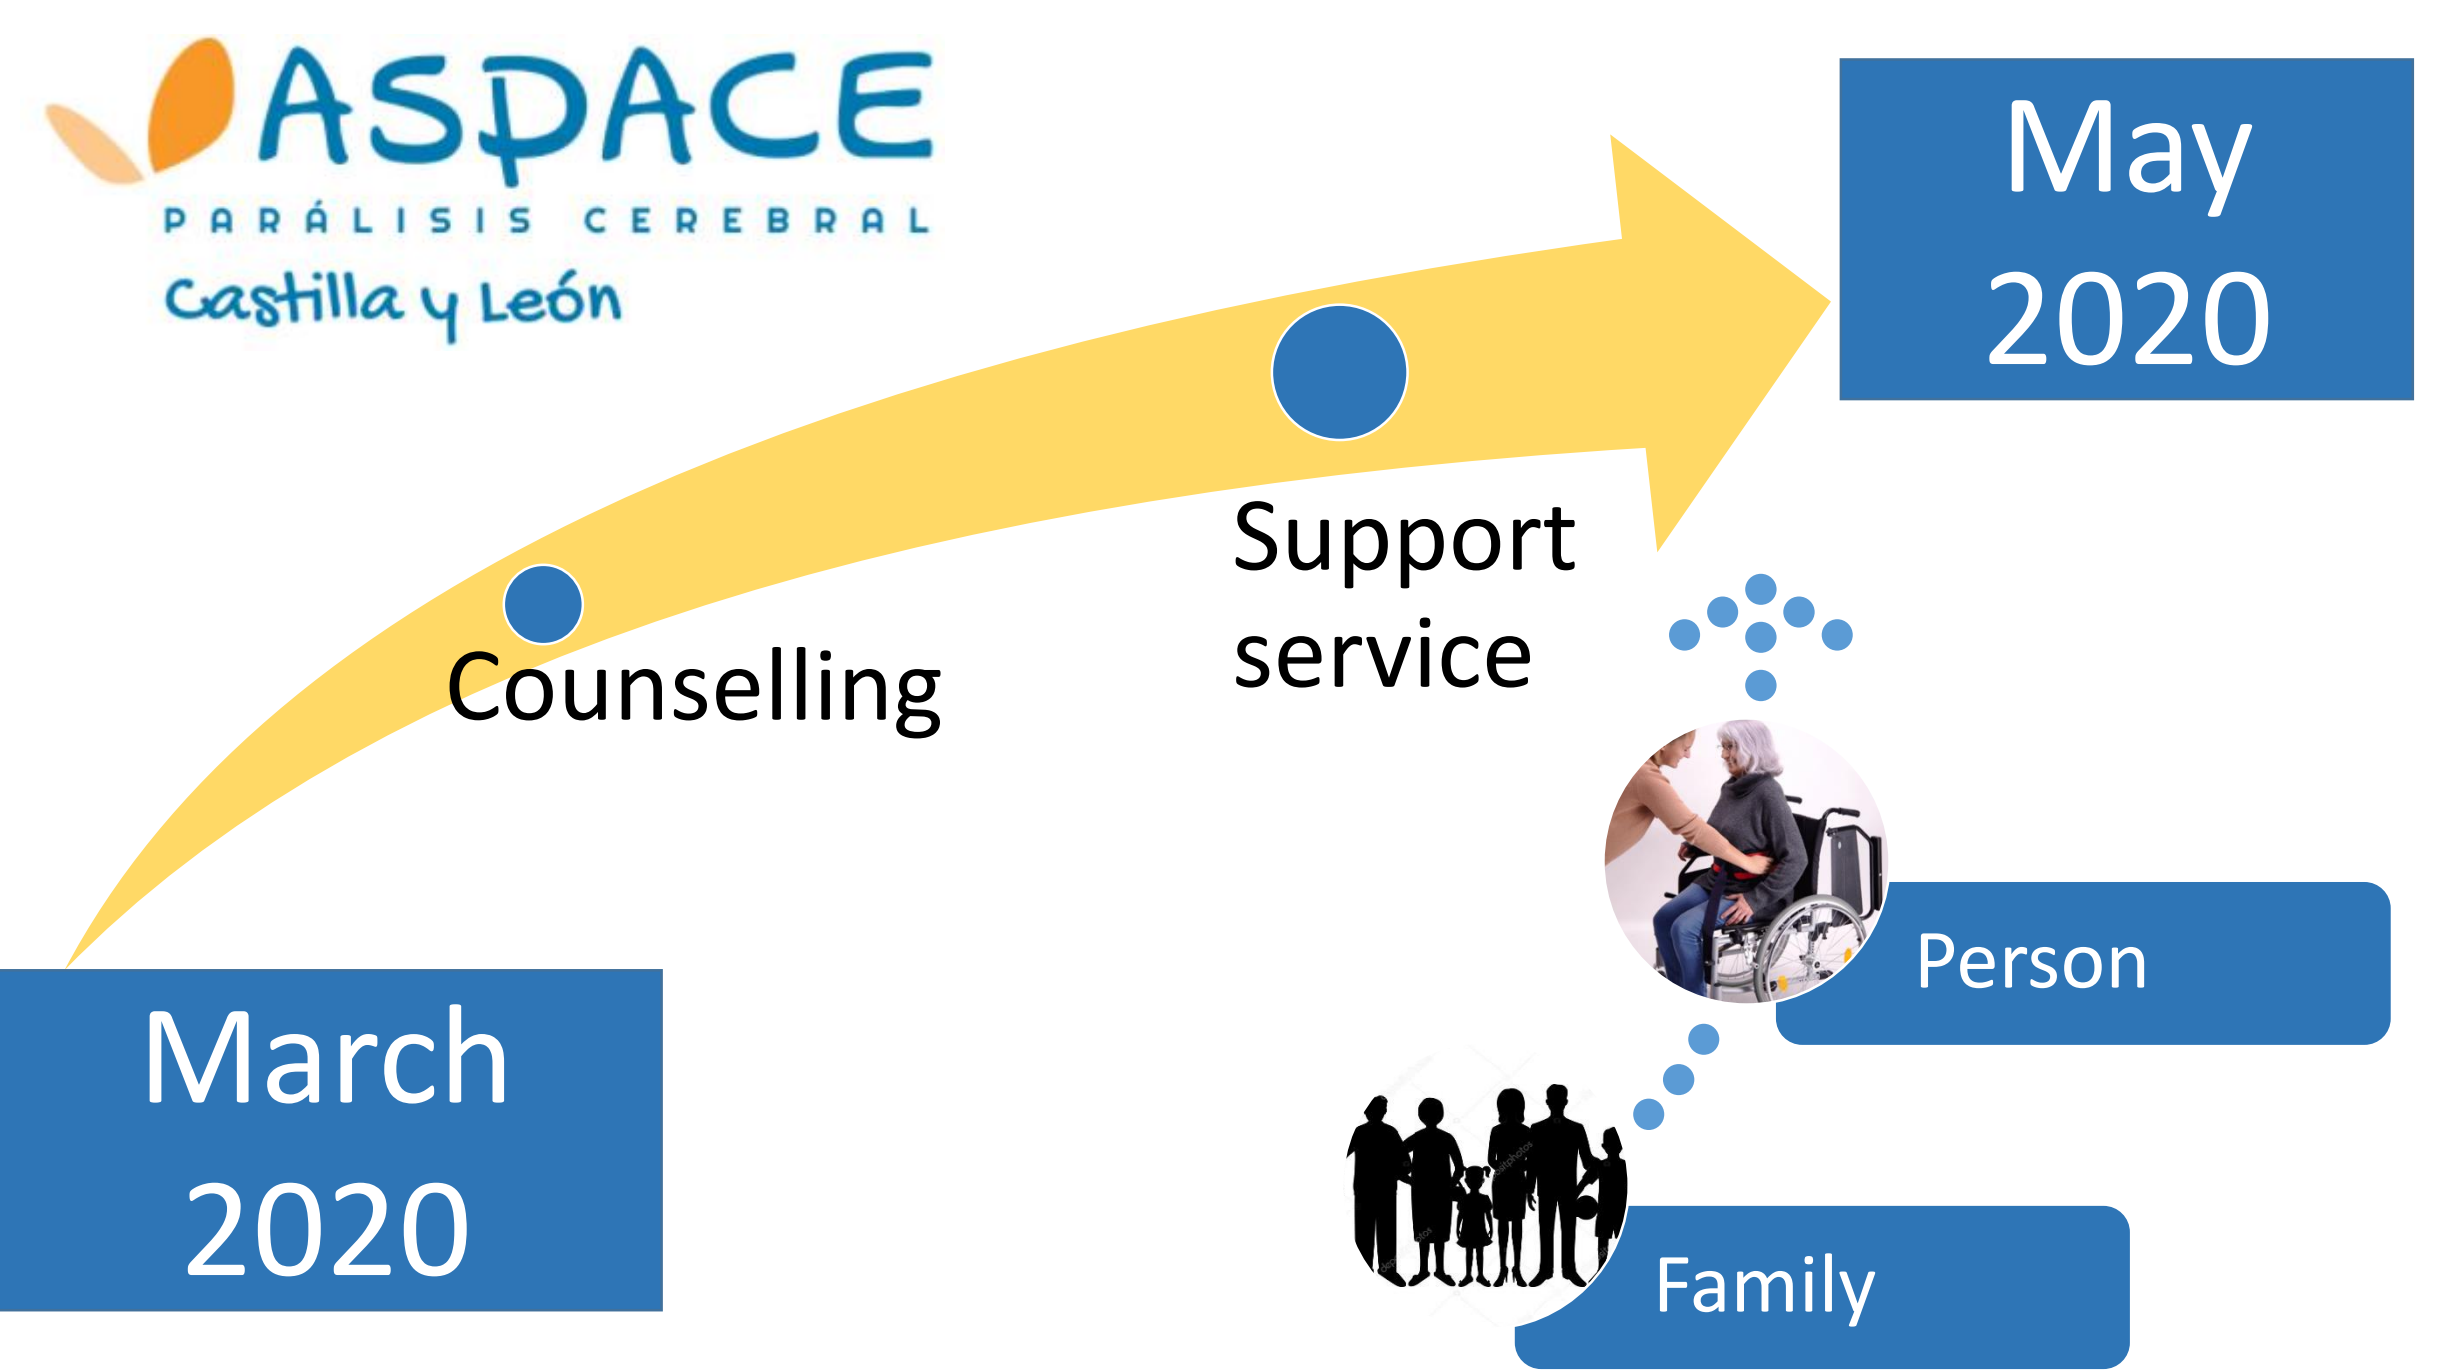 ASPACE
PARÁLISIS CEREBRAL
Castilla y León
May
2020
Support
service
Counselling
Person
March
2020
Family